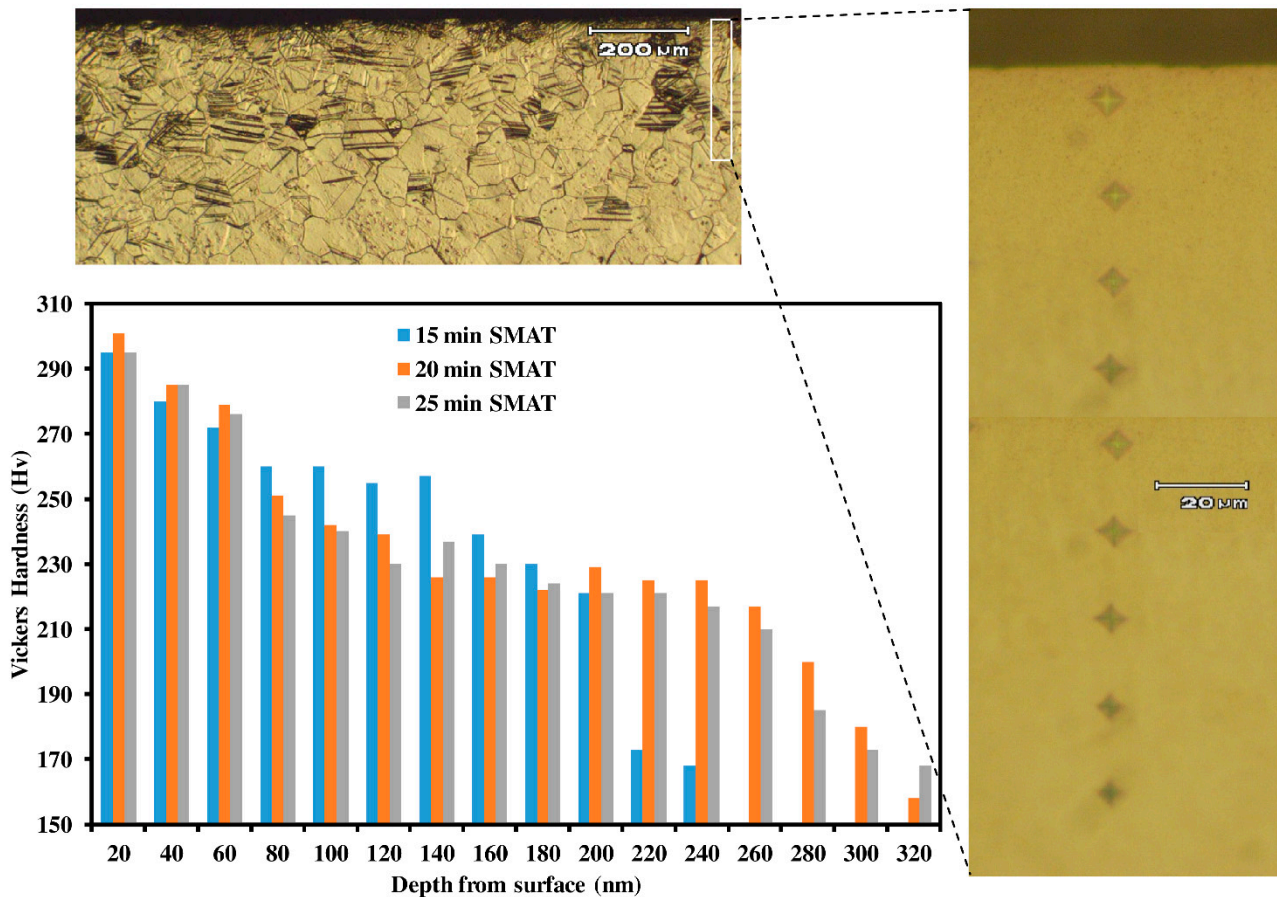 200 μm
310
290
270
250
230
210
190
170
150
Vickers Hardness (Hv)
15 min SMAT
20 min SMAT
25 min SMAT
20 40 60 80 100 120 140 160 180 200 220 240 260 280 300 320
Depth from surface (nm)
20 μm